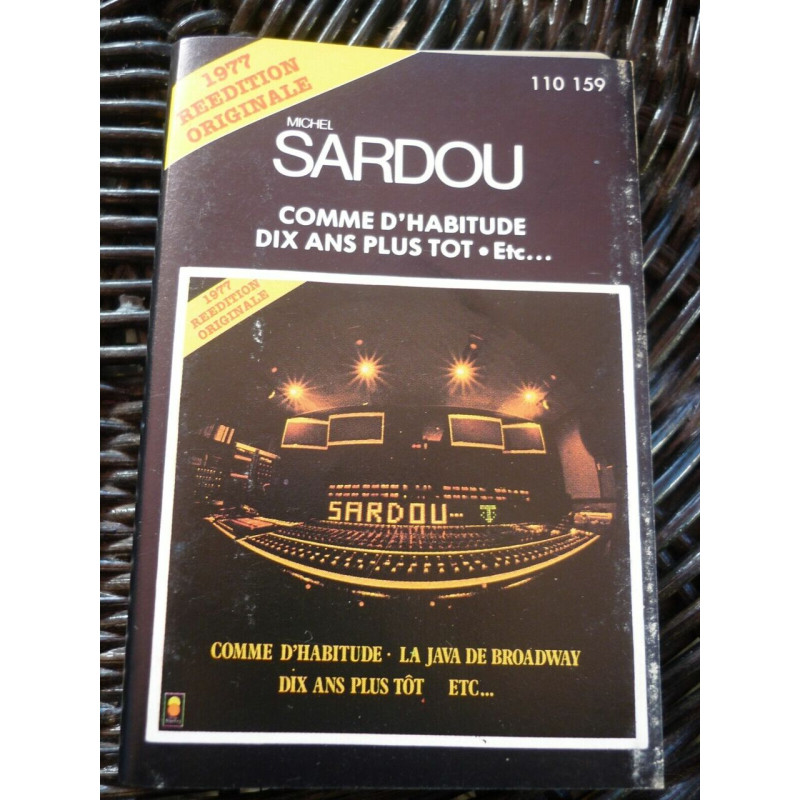 1977
REEDITION
ORIGINALE
110 159
MICHEL
SARDOU
COMME D'HABITUDE
DIX ANS PLUS TOT • Etc...
1977
REEDITION
ORIGINALE
SARDOU--- T
COMME D'HABITUDE · LA JAVA DE BROADWAY
DIX ANS PLUS TÔT ETC...